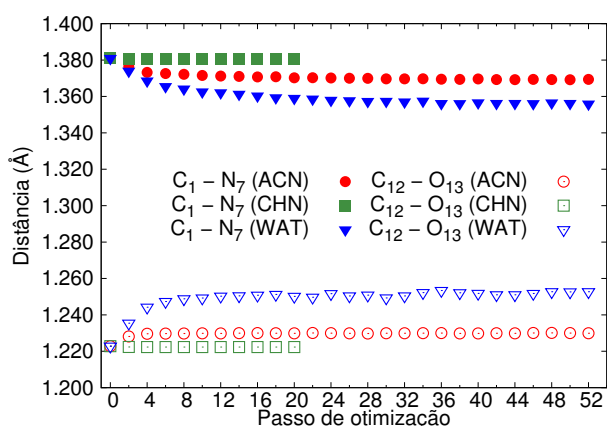 1.400
1.380
1.360
1.340
1.320
1.300
1.280
1.260
1.240
1.220
1.200
Distância (Å)
C₁ – N₇ (ACN) C₁₂ – O₁₃ (ACN)
C₁ – N₇ (CHN) C₁₂ – O₁₃ (CHN)
C₁ – N₇ (WAT) C₁₂ – O₁₃ (WAT)
0 4 8 12 16 20 24 28 32 36 40 44 48 52
Passo de otimização